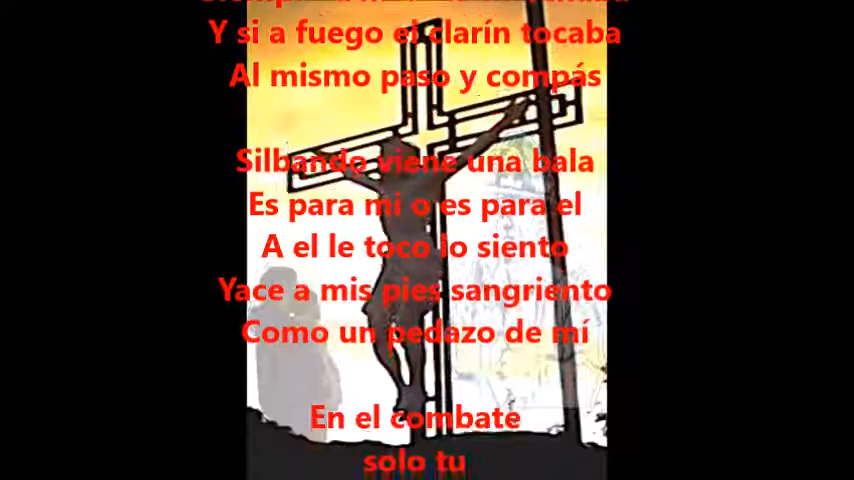 Y si a fuego el clarín tocaba
Al mismo paso y compás
Silbando viene una bala
Es para mi o es para el
A el le toco lo siento
Yace a mis pies sangriento
Como un pedazo de mí
En el combate
solo tu